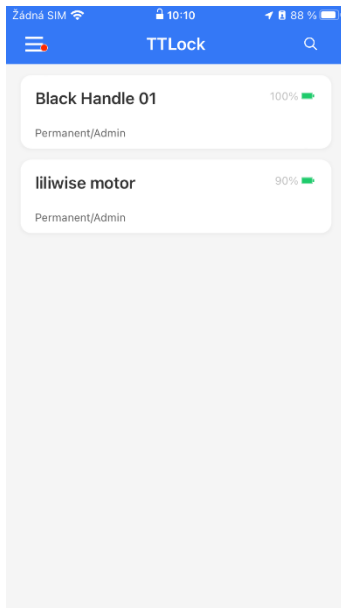 Žádná SIM 10:10 88 %
TTLock
Black Handle 01 100%
Permanent/Admin
liliwise motor 90%
Permanent/Admin